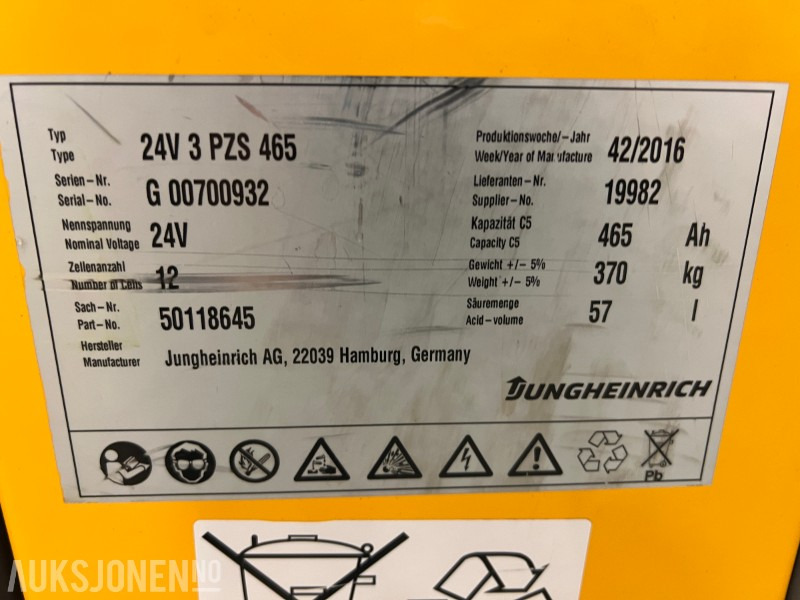 Typ
Type 24V 3 PZS 465
Serien-Nr.
Serial-No. G 00700932
Nennspannung
Nominal Voltage 24V
Zellenanzahl
Number of Cells 12
Sach-Nr.
Part-No. 50118645
Hersteller
Manufacturer Jungheinrich AG, 22039 Hamburg, Germany
Produktionswoche/-Jahr
Week/Year of Manufacture 42/2016
Lieferanten-Nr.
Supplier-No. 19982
Kapazität C5
Capacity C5 465 Ah
Gewicht +/- 5%
Weight +/- 5% 370 kg
Säuremenge
Acid-volume 57 l
JUNGHEINRICH
Pb
AUKSJONEN.NO